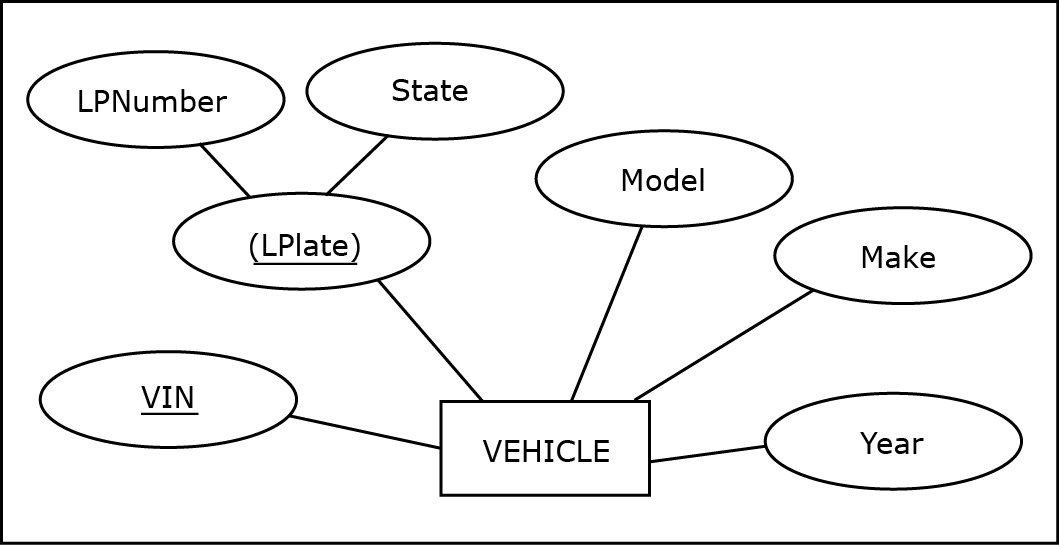 LPNumber
State
Model
(LPlate)
Make
VIN
VEHICLE
Year